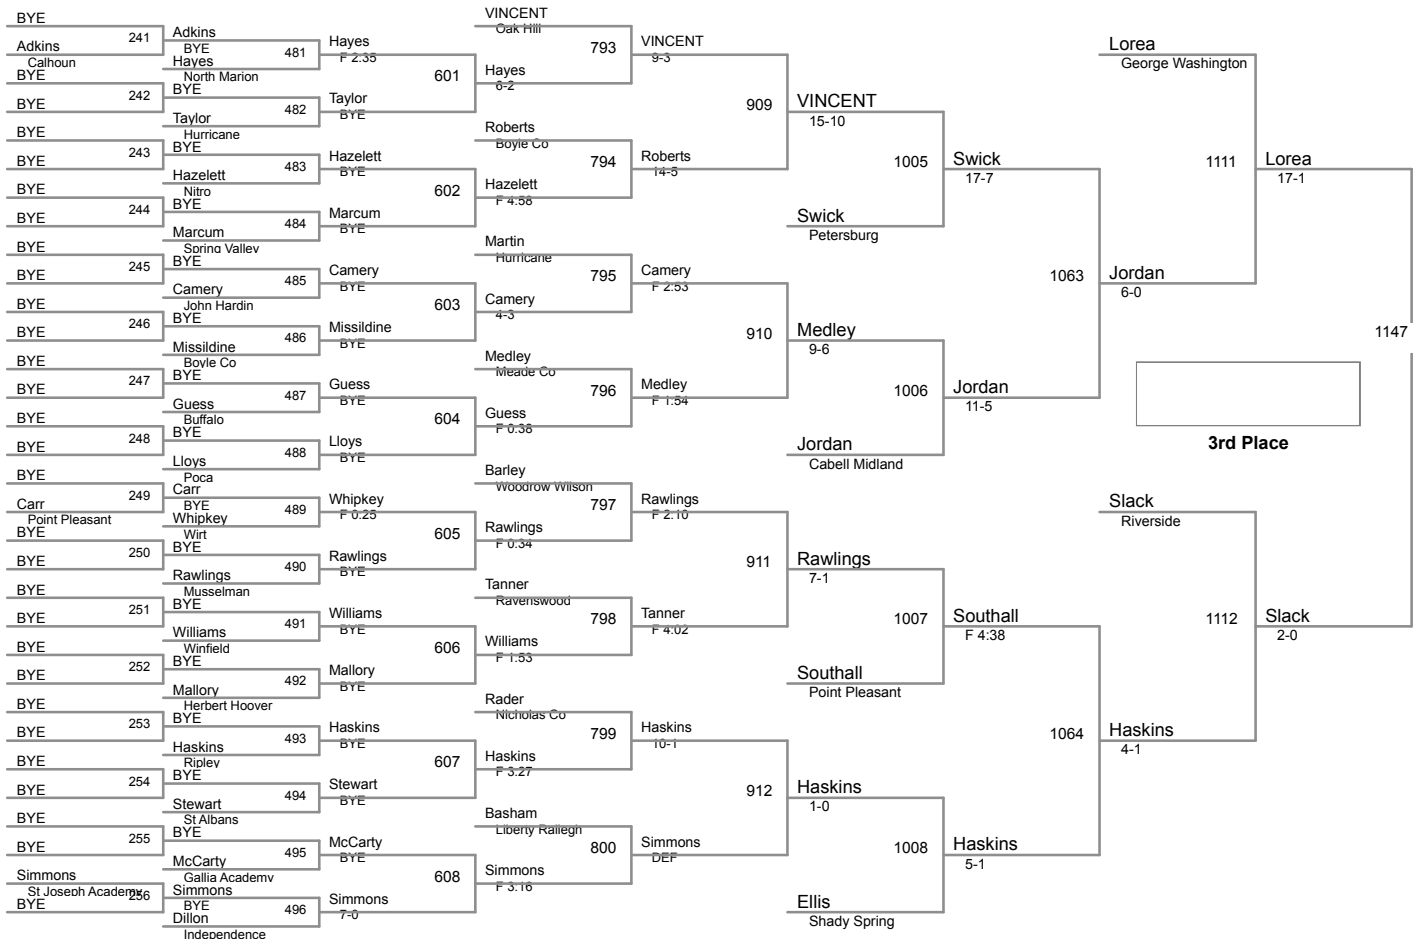 BYE
241
Adkins
Calhoun
BYE
242
BYE
BYE
243
BYE
BYE
244
BYE
BYE
245
BYE
BYE
246
BYE
BYE
247
BYE
BYE
248
BYE
BYE
249
Carr
Point Pleasant
BYE
250
BYE
BYE
251
BYE
BYE
252
BYE
BYE
253
BYE
BYE
254
BYE
BYE
255
BYE
Simmons
St Joseph Academy
256
BYE
Adkins
BYE
481
Hayes
North Marion
BYE
482
Taylor
Hurricane
BYE
483
Hazelett
Nitro
BYE
484
Marcum
Spring Valley
BYE
485
Camery
John Hardin
BYE
486
Missildine
Boyle Co
BYE
487
Guess
Buffalo
BYE
488
Lloys
Poca
Carr
BYE
489
Whipkey
Wirt
BYE
490
Rawlings
Musselman
BYE
491
Williams
Winfield
BYE
492
Mallory
Herbert Hoover
BYE
493
Haskins
Ripley
BYE
494
Stewart
St Albans
BYE
495
McCarty
Gallia Academy
Simmons
BYE
496
Dillon
Independence
Hayes
F 2:35
601
Taylor
BYE
Hazelett
BYE
602
Marcum
BYE
Camery
BYE
603
Missildine
BYE
Guess
BYE
604
Lloys
BYE
Whipkey
F 0:25
605
Rawlings
BYE
Williams
BYE
606
Mallory
BYE
Haskins
BYE
607
Stewart
BYE
McCarty
BYE
608
Simmons
7-0
VINCENT
Oak Hill
793
Hayes
6-2
Roberts
Boyle Co
794
Hazelett
F 4:58
Martin
Hurricane
795
Camery
4-3
Medley
Meade Co
796
Guess
F 0:38
Barley
Woodrow Wilson
797
Rawlings
F 0:34
Tanner
Ravenswood
798
Williams
F 1:53
Rader
Nicholas Co
799
Haskins
F 3:27
Basham
Liberty Raliegh
800
Simmons
F 3:16
VINCENT
9-3
909
Roberts
14-5
Camery
F 2:53
910
Medley
F 1:54
Rawlings
F 2:10
911
Tanner
F 4:02
Haskins
10-1
912
Simmons
DEF
VINCENT
15-10
1005
Swick
Petersburg
Medley
9-6
1006
Jordan
Cabell Midland
Rawlings
7-1
1007
Southall
Point Pleasant
Haskins
1-0
1008
Ellis
Shady Spring
Swick
17-7
1063
Jordan
11-5
Southall
F 4:38
1064
Haskins
5-1
Lorea
George Washington
1111
Jordan
6-0
Slack
Riverside
1112
Haskins
4-1
Lorea
17-1
1147
3rd Place
Slack
2-0